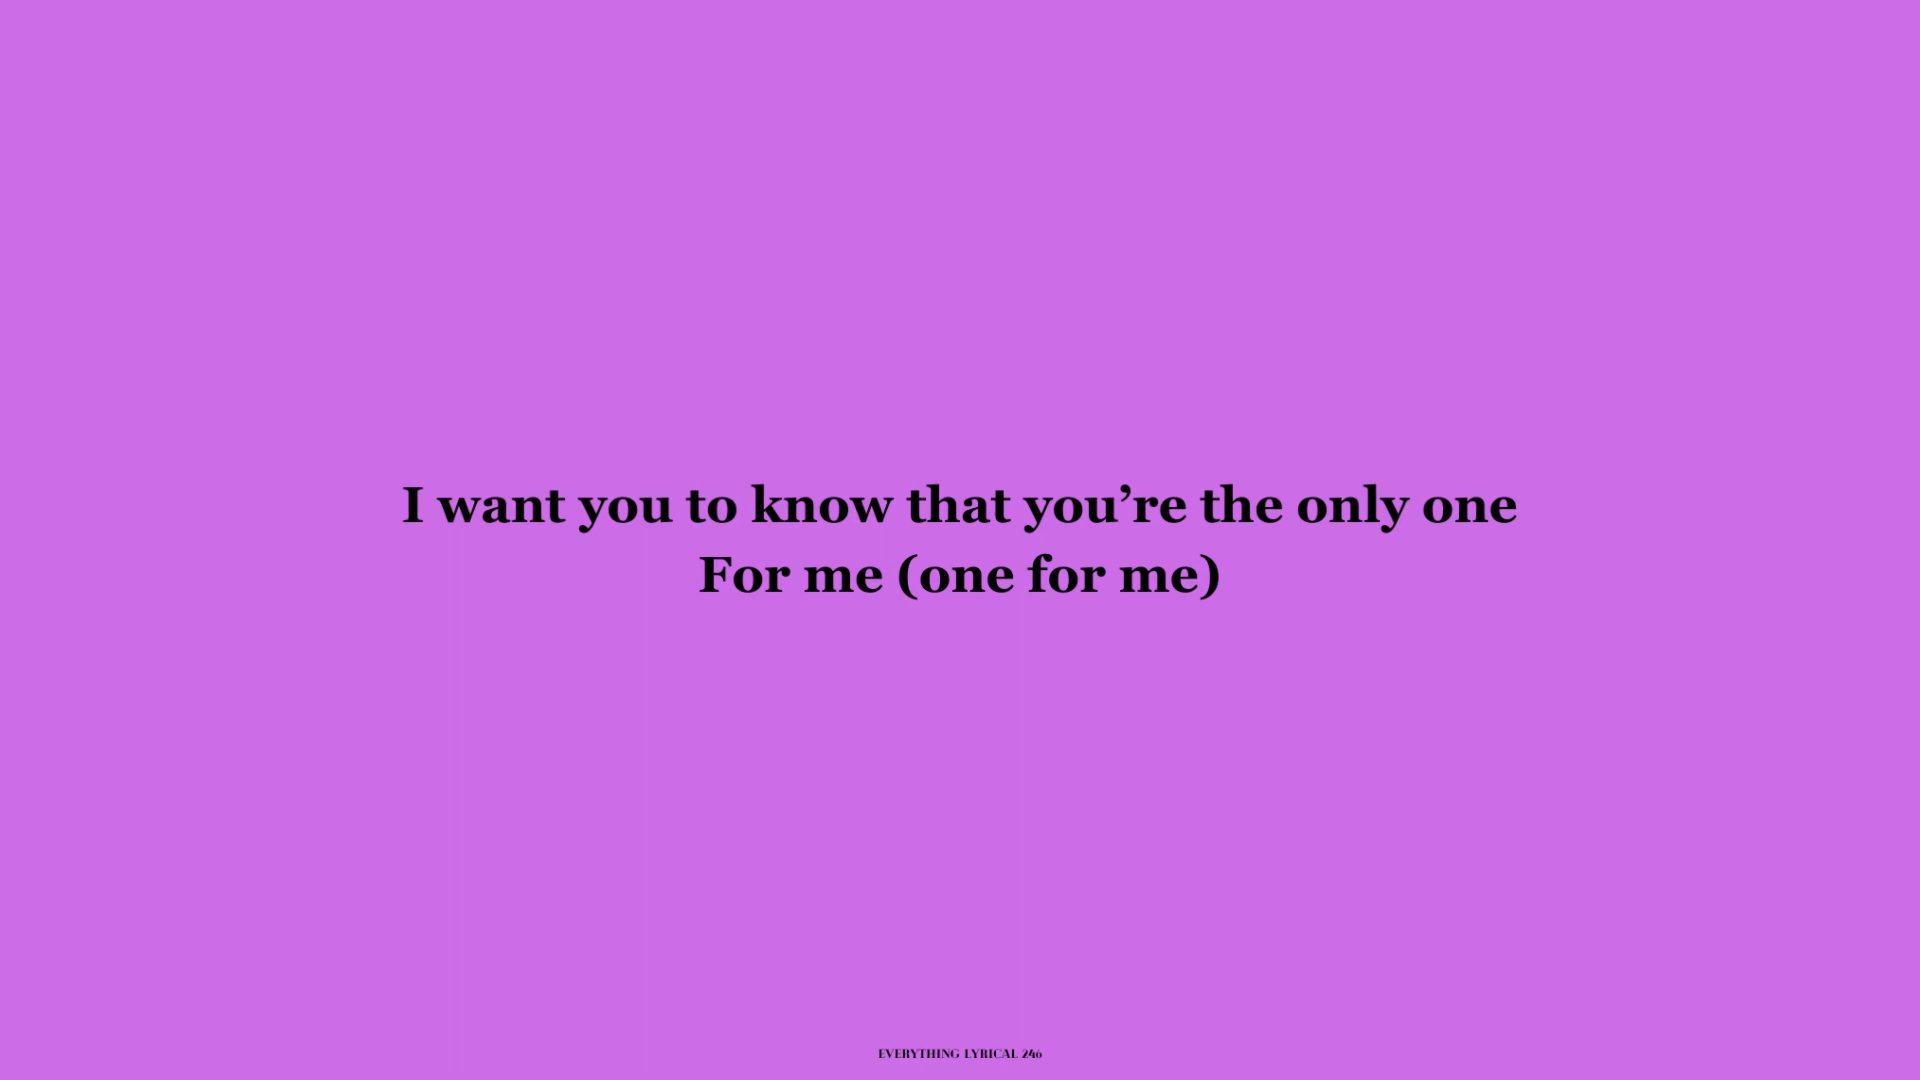 I want you to know that you’re the only one
For me (one for me)
EVERYTHING LYRICAL 246